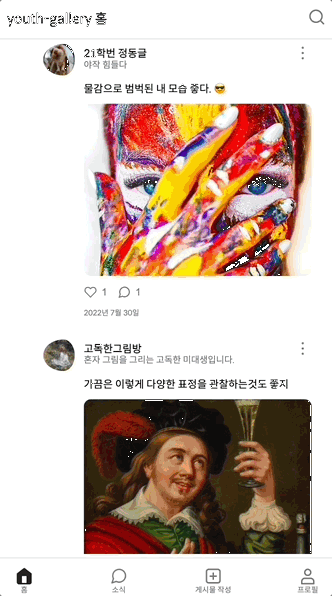 youth-gallery 홈
21학번 정동글
야작 힘들다
물감으로 범벅된 내 모습 좋다. 😎
1 1
2022년 7월 30일
고독한그림방
혼자 그림을 그리는 고독한 미대생입니다.
가끔은 이렇게 다양한 표정을 관찰하는것도 좋지
홈 소식 게시물 작성 프로필